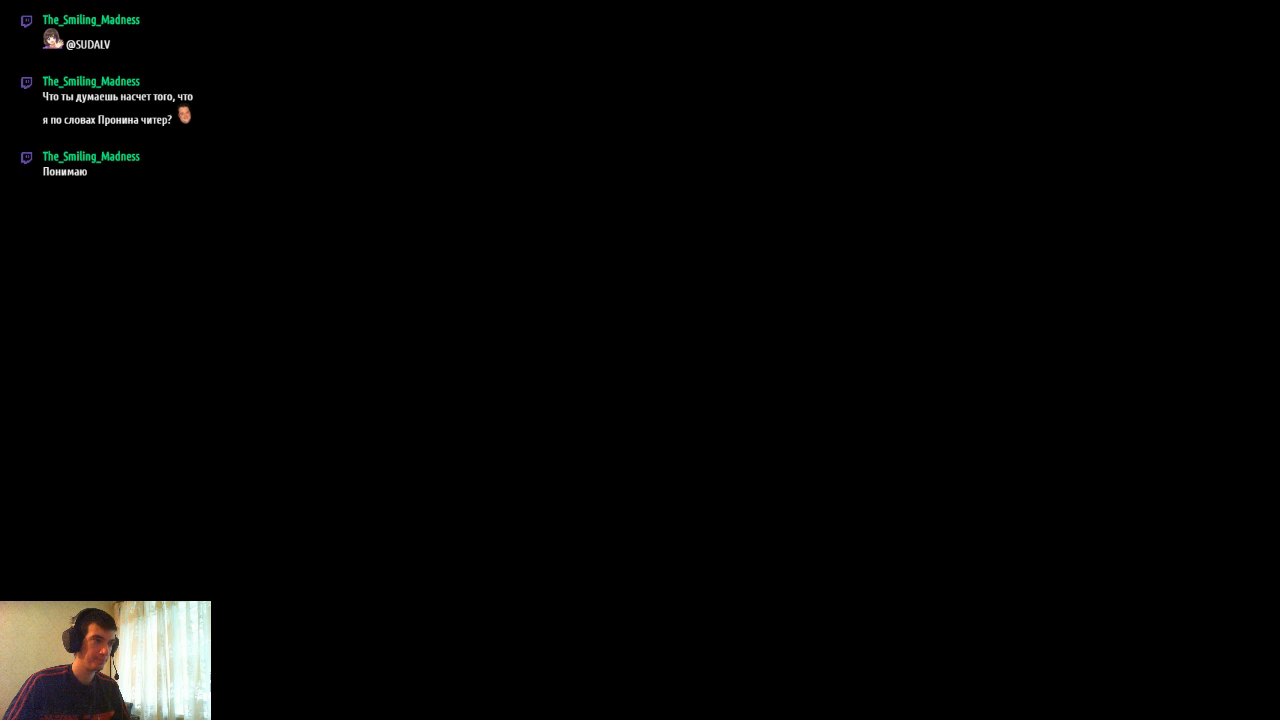 The_Smiling_Madness
@SUDALV
The_Smiling_Madness
Что ты думаешь насчет того, что
я по словах Пронина читер?
The_Smiling_Madness
Понимаю